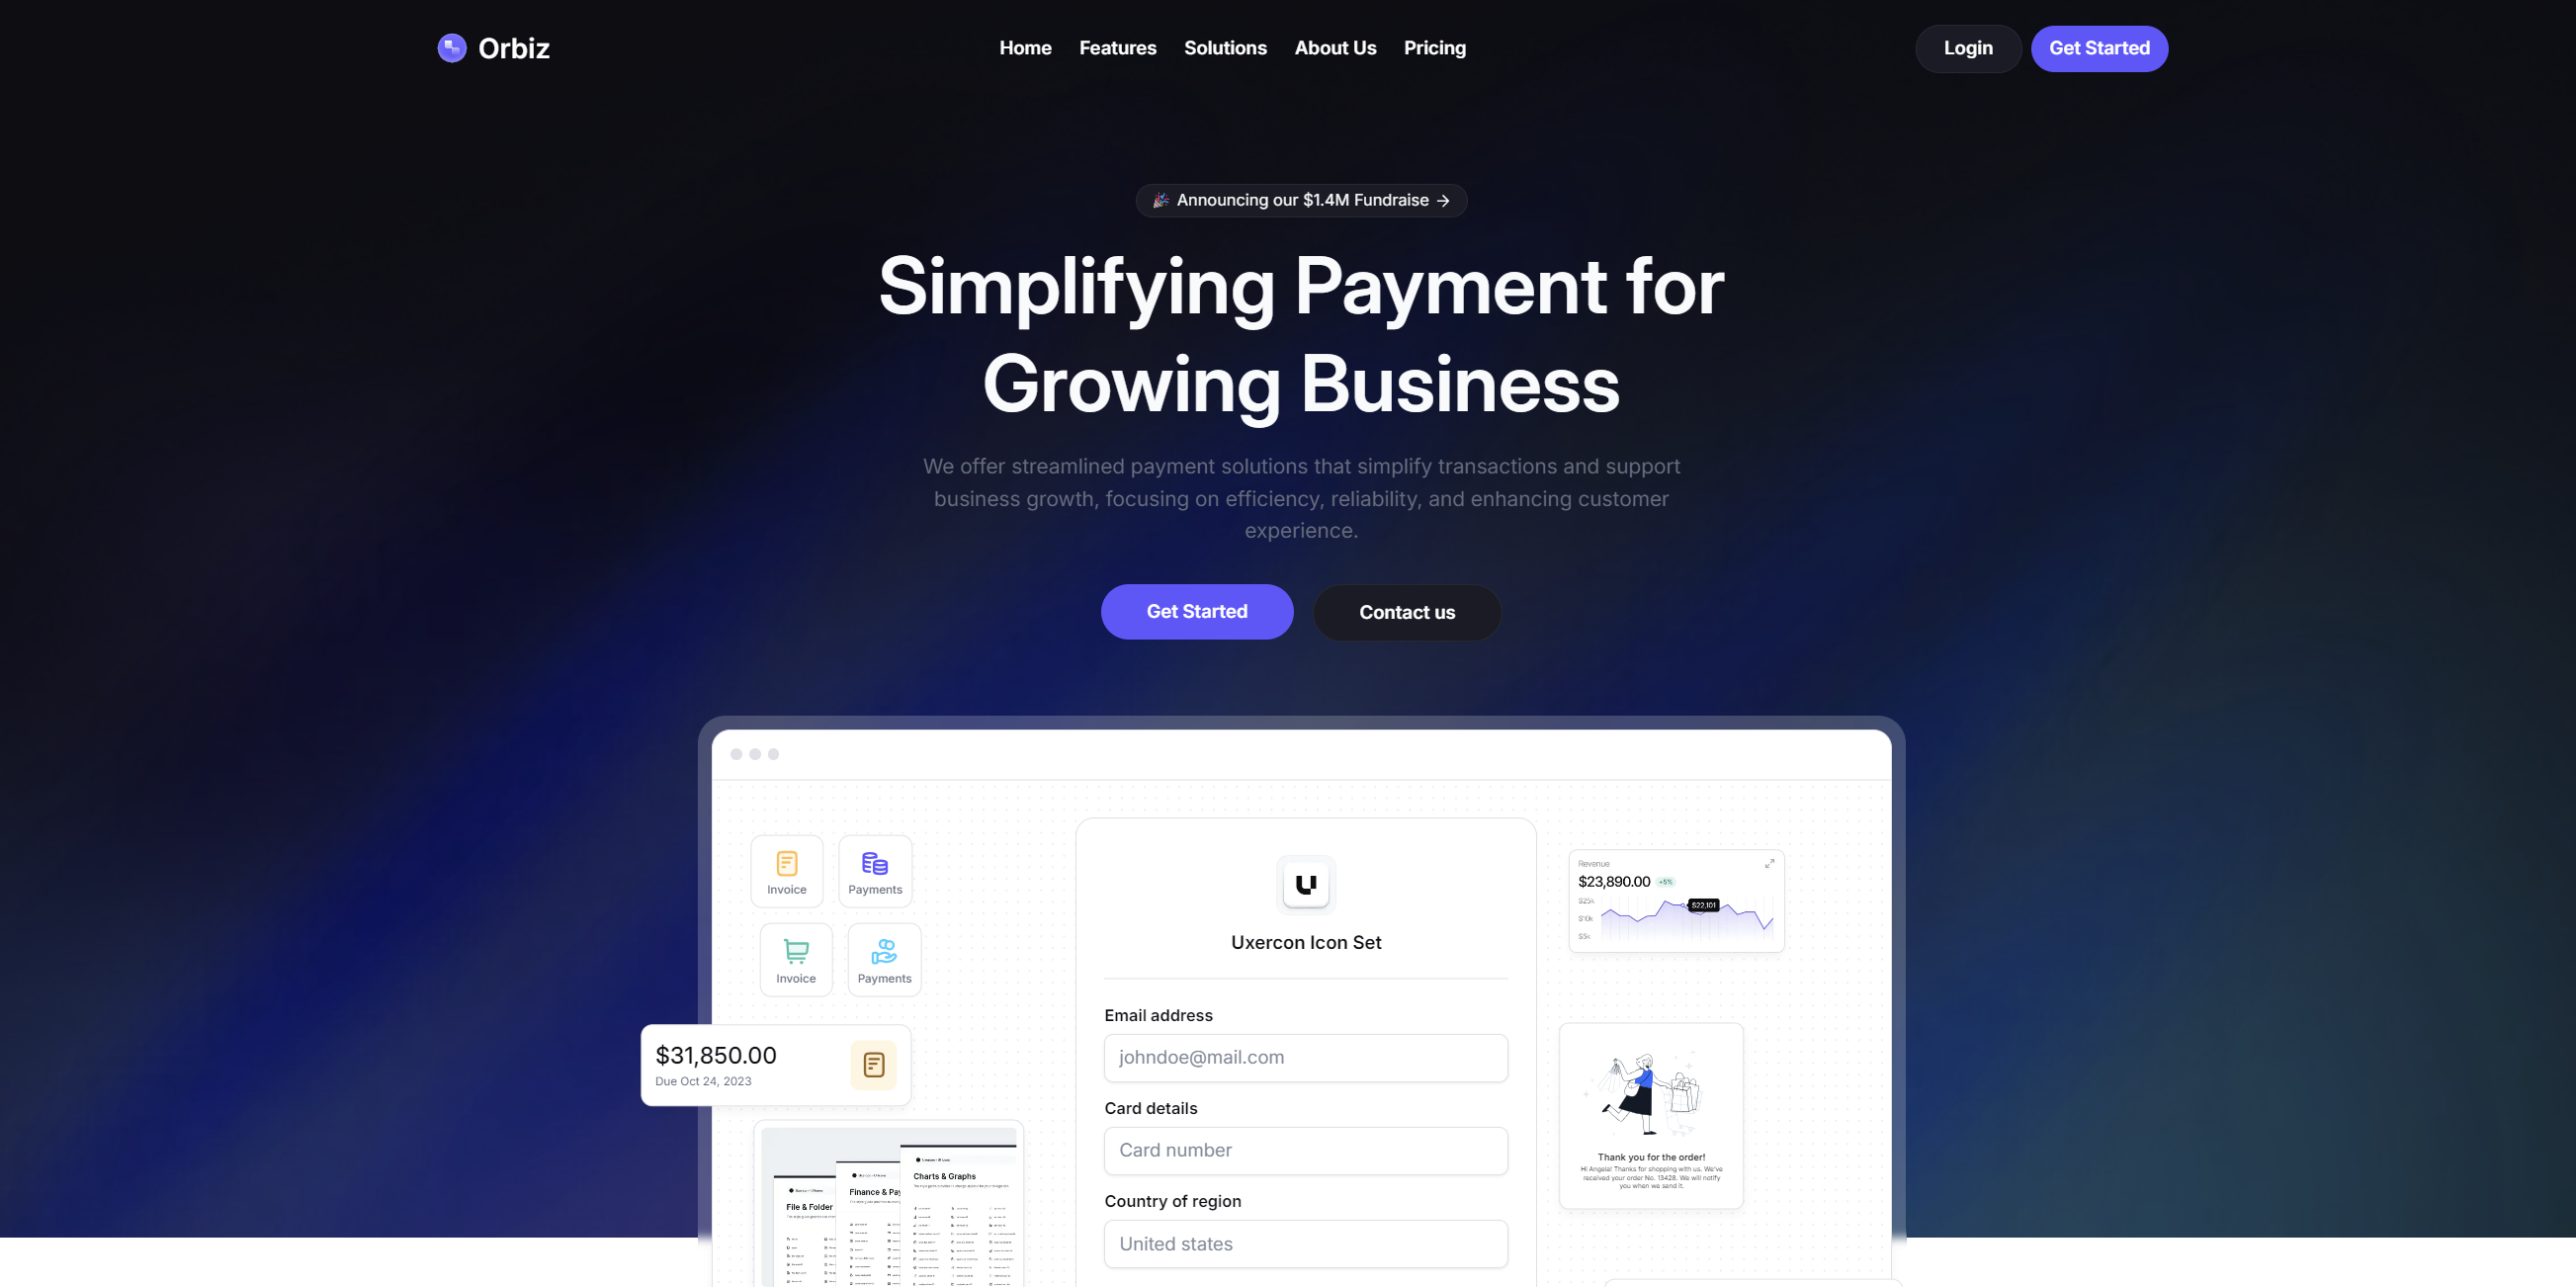 Orbiz
Home Features Solutions About Us Pricing
Login Get Started
Announcing our $1.4M Fundraise →
Simplifying Payment for
Growing Business
We offer streamlined payment solutions that simplify transactions and support
business growth, focusing on efficiency, reliability, and enhancing customer
experience.
Get Started Contact us
Invoice Payments
Invoice Payments
$31,850.00
Due Oct 24, 2023
File & Folder
Finance & Pay
Charts & Graphs
Uxercon Icon Set
Email address
johndoe@mail.com
Card details
Card number
Country of region
United states
Revenue
$23,890.00 +5%
$25k
$22,101
$10k
$5k
Thank you for the order!
Hi Angela! Thanks for shopping with us. We've
received your order No. 13428. We will notify
you when we send it.